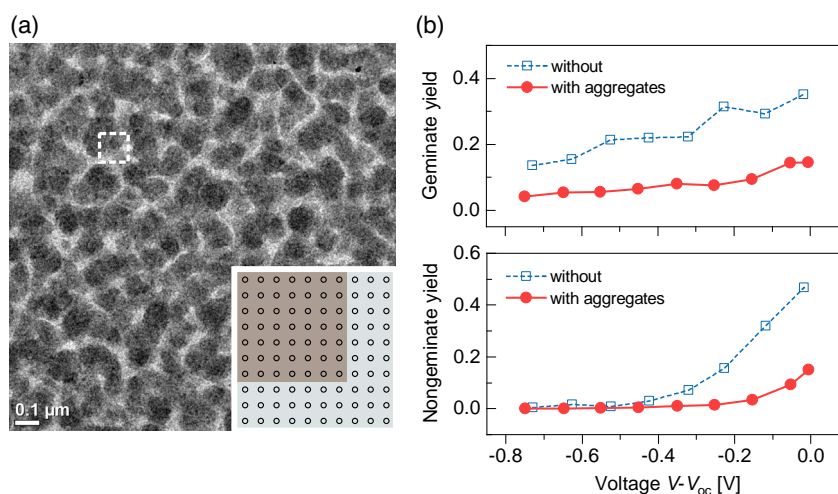 (a)
0.1 µm
(b)
without
with aggregates
Geminate yield
0.4
0.2
0.0
without
with aggregates
Nongeminate yield
0.6
0.4
0.2
0.0
-0.8
-0.6
-0.4
-0.2
0.0
Voltage V-Voc [V]